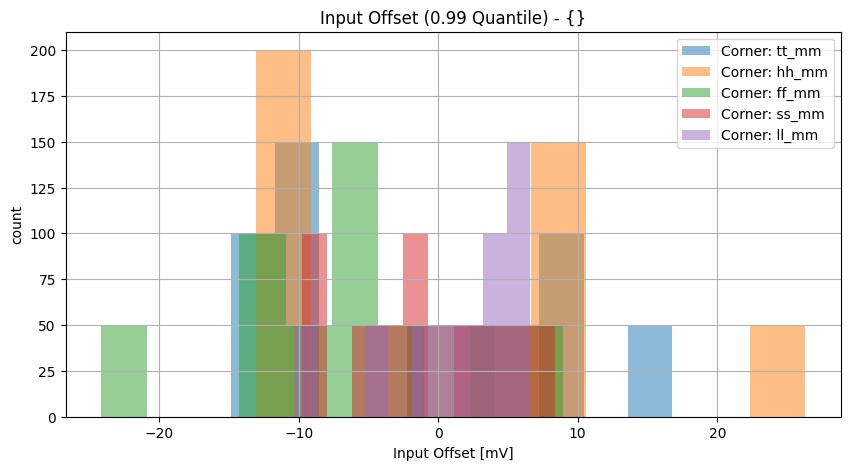 Input Offset (0.99 Quantile) - {}
count
200
175
150
125
100
75
50
25
0
−20
−10
0
10
20
Input Offset [mV]
Corner: tt_mm
Corner: hh_mm
Corner: ff_mm
Corner: ss_mm
Corner: ll_mm